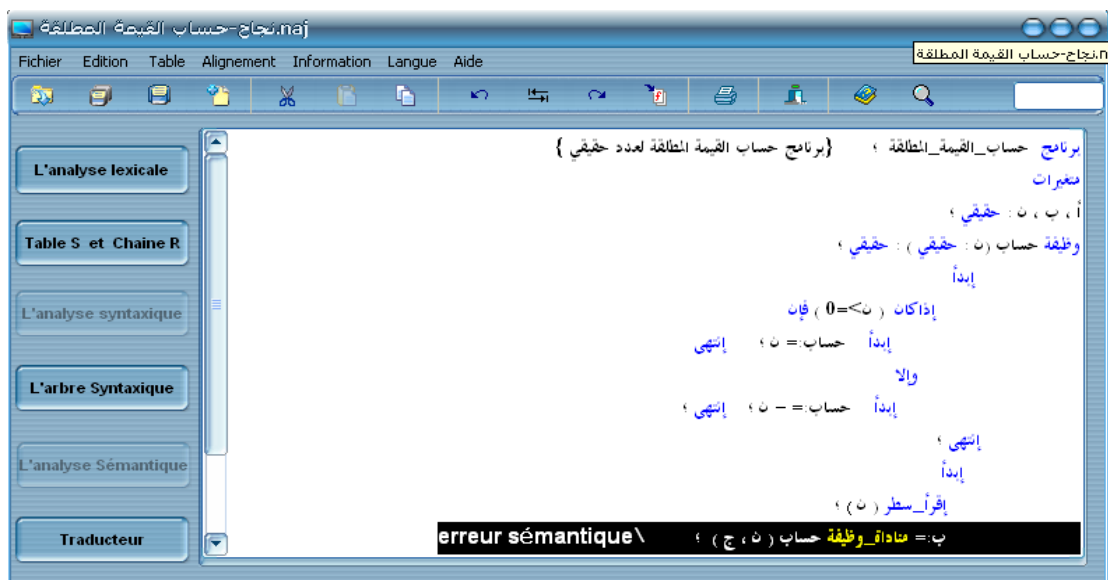 نجاح-حساب القيمة المطلقة.naj
n.نجاح-حساب القيمة المطلقة
Fichier Edition Table Alignement Information Langue Aide
L'analyse lexicale
Table S et Chaine R
L'analyse syntaxique
L'arbre Syntaxique
L'analyse Sémantique
Traducteur
برنامج حساب_القيمة_المطلقة ؛ {برنامج حساب القيمة المطلقة لعدد حقيقي }
متغيرات
أ ، ب ، ن : حقيقي ؛
وظيفة حساب (ن : حقيقي ) : حقيقي ؛
إبدأ
إذاكان ( ن>=0 ) فإن
إبدأ حساب:= ن ؛ إنتهى
والا
إبدأ حساب:= – ن ؛ إنتهى ؛
إنتهى ؛
إبدأ
إقرأ_سطر ( ن) ؛
ب:= مناداة_وظيفة حساب ( ن ، ج ) ؛ \erreur sémantique